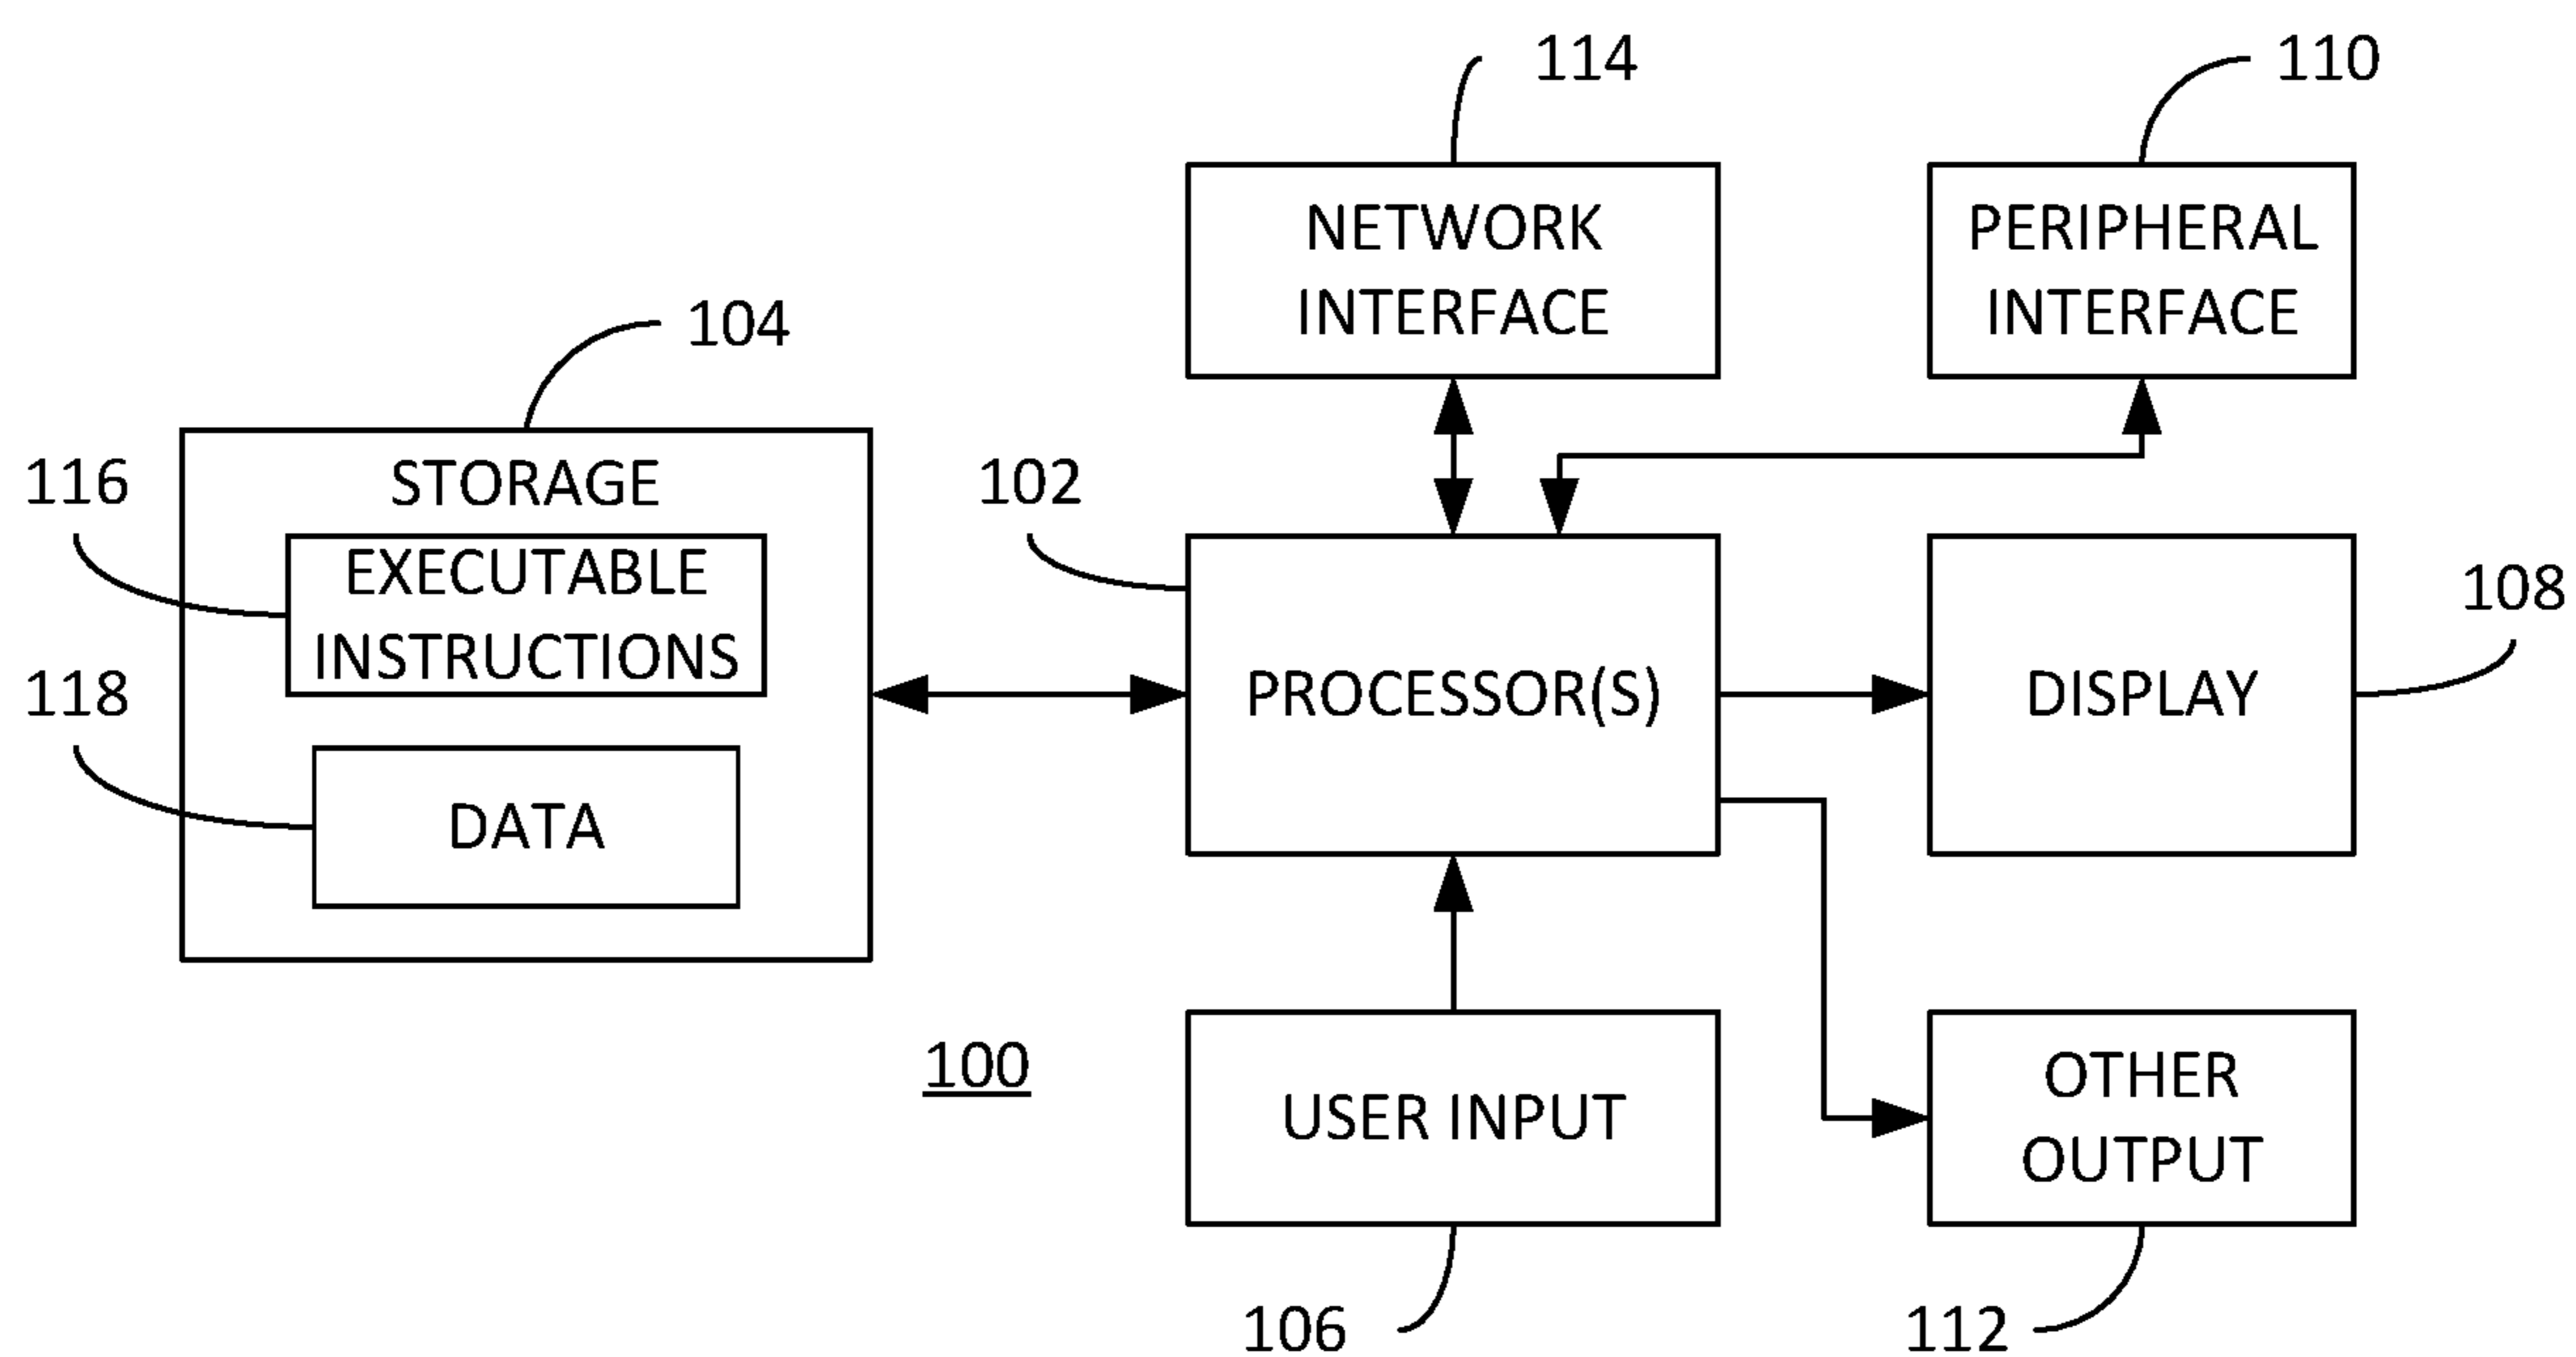 114
110
NETWORK
INTERFACE
PERIPHERAL
INTERFACE
104
116
STORAGE
102
EXECUTABLE
INSTRUCTIONS
108
118
PROCESSOR(S)
DISPLAY
DATA
100
USER INPUT
OTHER
OUTPUT
106
112